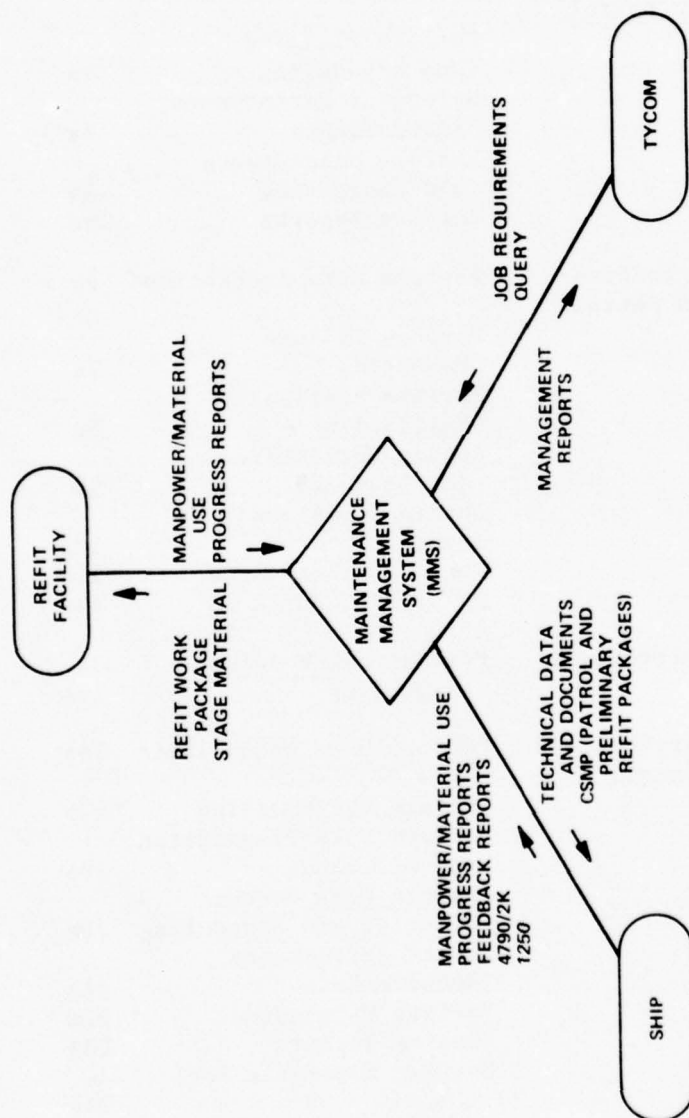 REFIT
FACILITY
REFIT WORK
PACKAGE
STAGE MATERIAL
MANPOWER/MATERIAL
USE
PROGRESS REPORTS
MAINTENANCE
MANAGEMENT
SYSTEM
(MMS)
MANPOWER/MATERIAL USE
PROGRESS REPORTS
FEEDBACK REPORTS
4790/2K
1250
TECHNICAL DATA
AND DOCUMENTS
CSMP (PATROL AND
PRELIMINARY
REFIT PACKAGES)
JOB REQUIREMENTS
QUERY
MANAGEMENT
REPORTS
SHIP
TYCOM